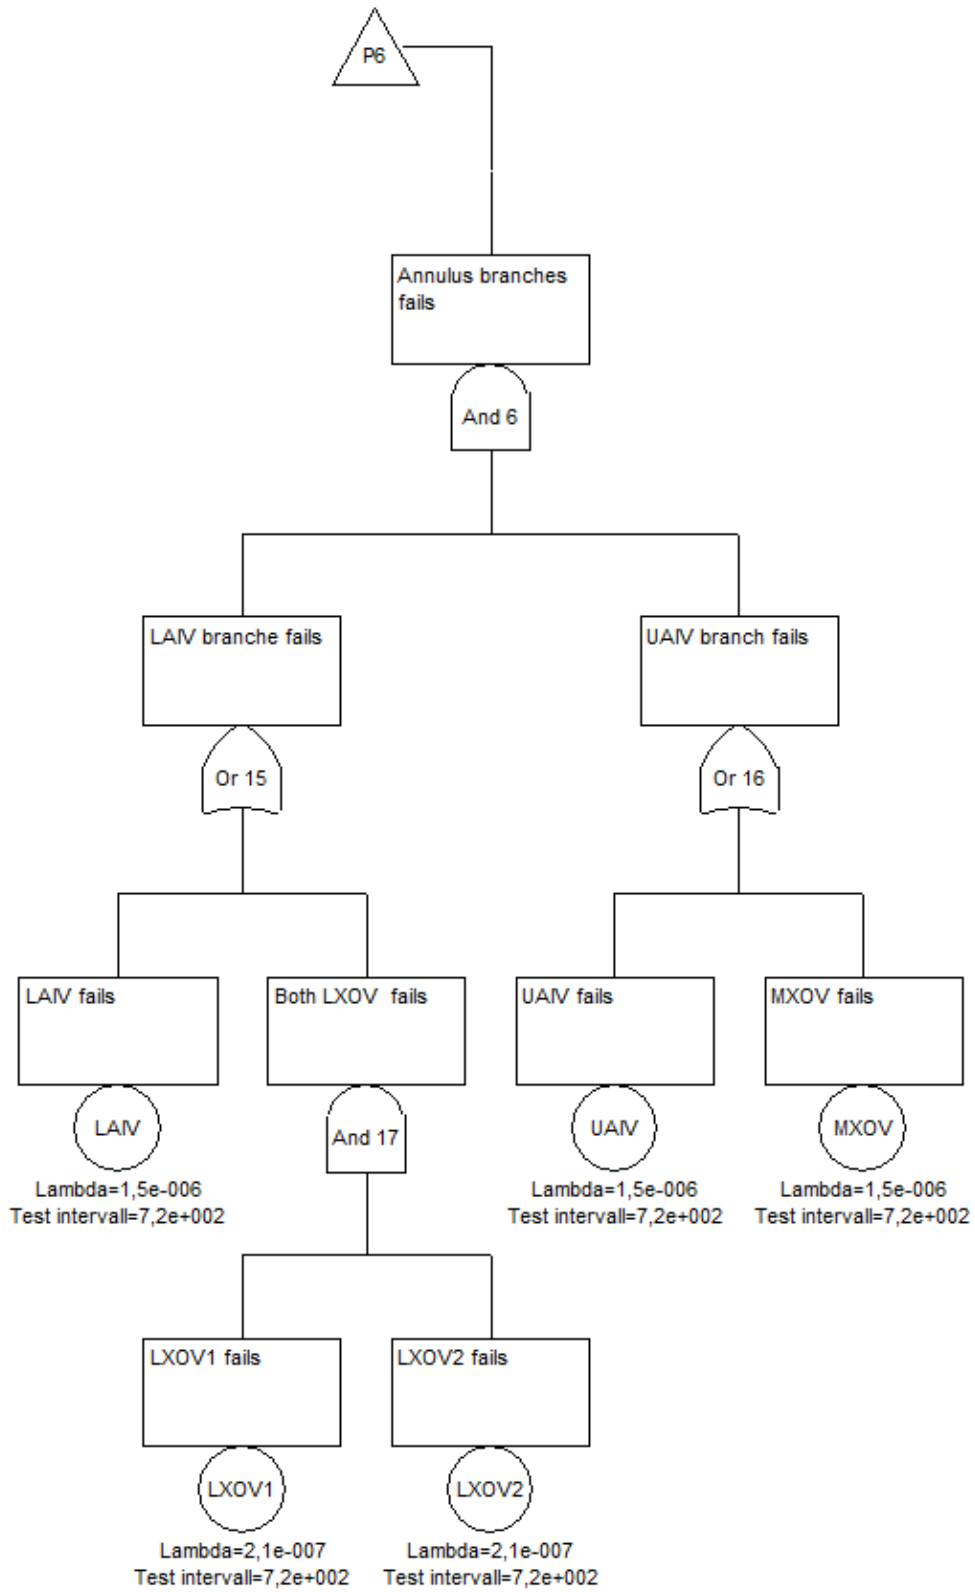 P6
Annulus branches
fails
And 6
LAIV branche fails
UAIV branch fails
Or 15
Or 16
LAIV fails
Both LXOV  fails
UAIV fails
MXOV fails
LAIV
And 17
UAIV
MXOV
Lambda=1,5e-006
Test intervall=7,2e+002
Lambda=1,5e-006
Test intervall=7,2e+002
Lambda=1,5e-006
Test intervall=7,2e+002
LXOV1 fails
LXOV2 fails
LXOV1
LXOV2
Lambda=2,1e-007
Test intervall=7,2e+002
Lambda=2,1e-007
Test intervall=7,2e+002